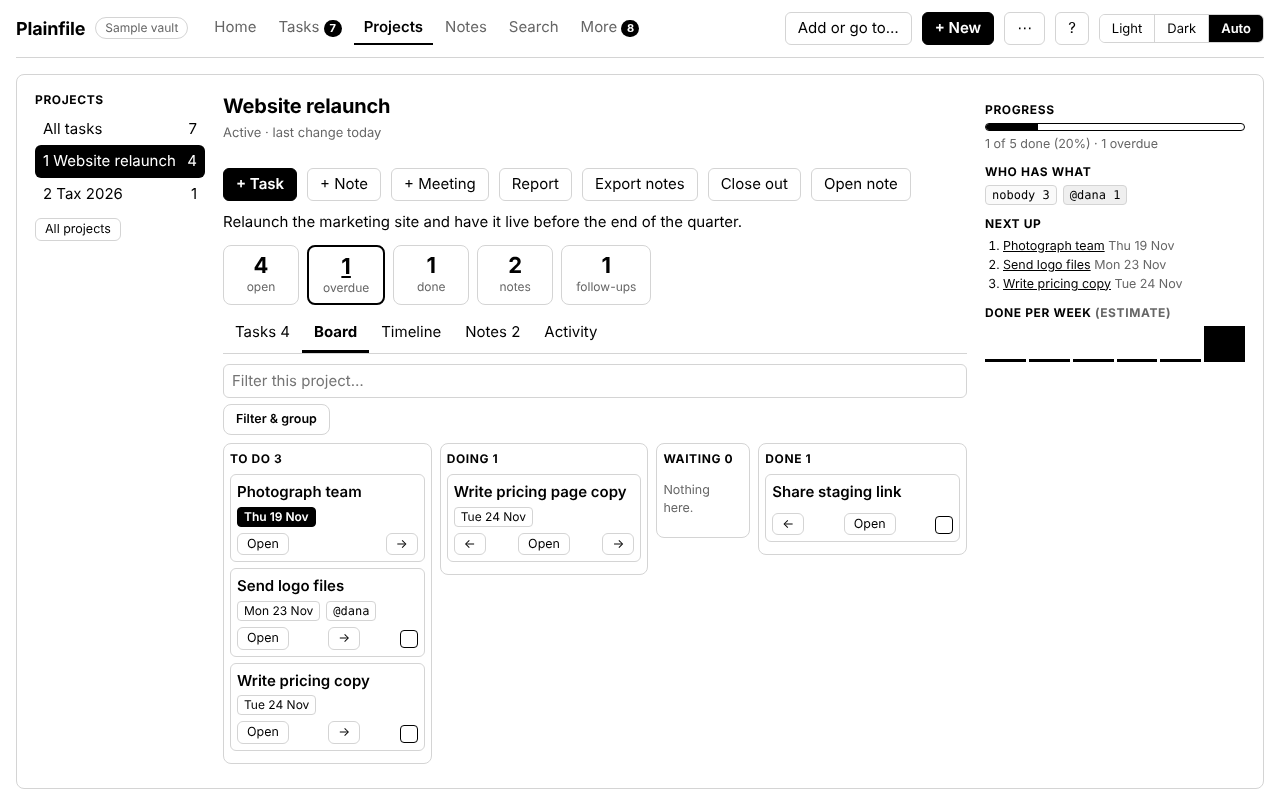 Plainfile Sample vault Home Tasks 7 Projects Notes Search More 8 Add or go to... + New ... ? Light Dark Auto
PROJECTS
All tasks 7
1 Website relaunch 4
2 Tax 2026 1
All projects
Website relaunch
Active · last change today
+ Task + Note + Meeting Report Export notes Close out Open note
Relaunch the marketing site and have it live before the end of the quarter.
4 open
1 overdue
1 done
2 notes
1 follow-ups
Tasks 4 Board Timeline Notes 2 Activity
Filter this project...
Filter & group
TO DO 3
Photograph team
Thu 19 Nov
Open →
Send logo files
Mon 23 Nov @dana
Open →
Write pricing copy
Tue 24 Nov
Open →
DOING 1
Write pricing page copy
Tue 24 Nov
← Open →
WAITING 0
Nothing
here.
DONE 1
Share staging link
← Open
PROGRESS
1 of 5 done (20%) · 1 overdue
WHO HAS WHAT
nobody 3 @dana 1
NEXT UP
1. Photograph team Thu 19 Nov
2. Send logo files Mon 23 Nov
3. Write pricing copy Tue 24 Nov
DONE PER WEEK (ESTIMATE)